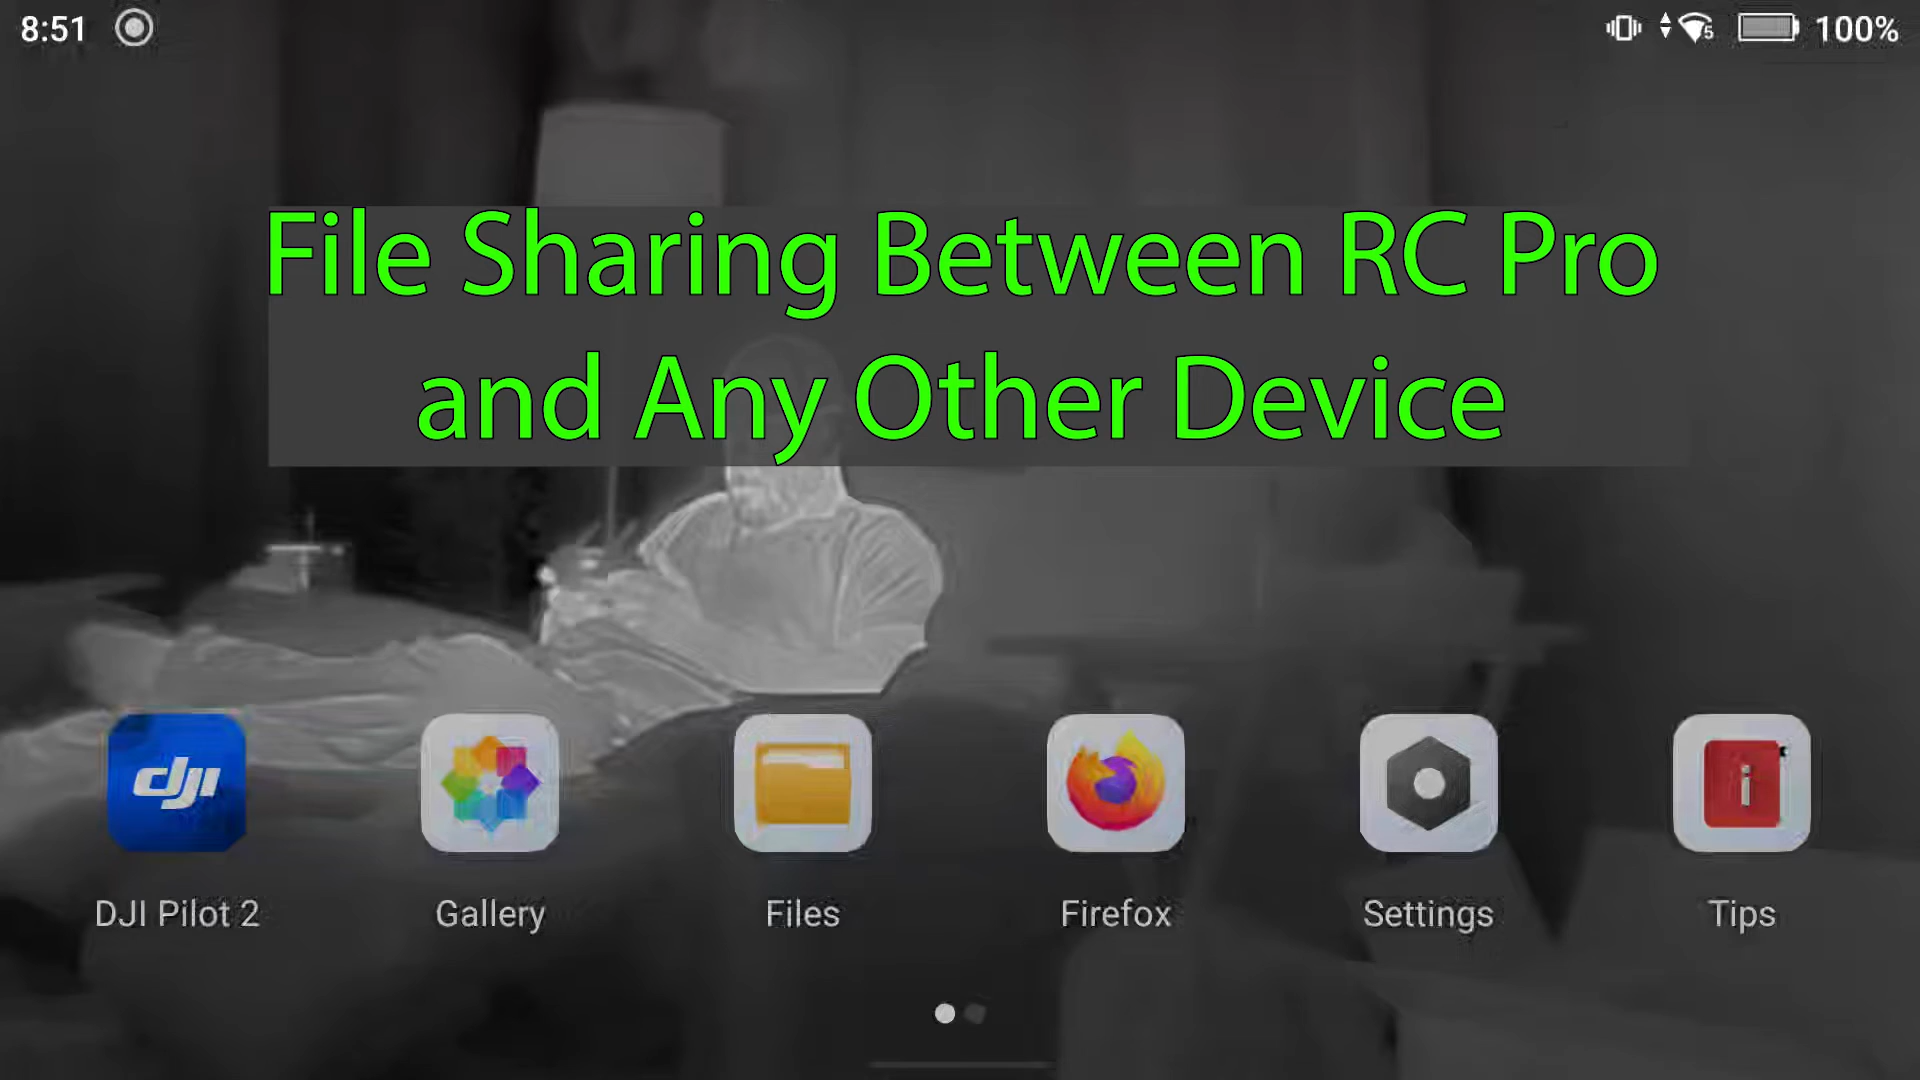 8:51
5
100%
File Sharing Between RC Pro
and Any Other Device
dji
i
DJI Pilot 2
Gallery
Files
Firefox
Settings
Tips